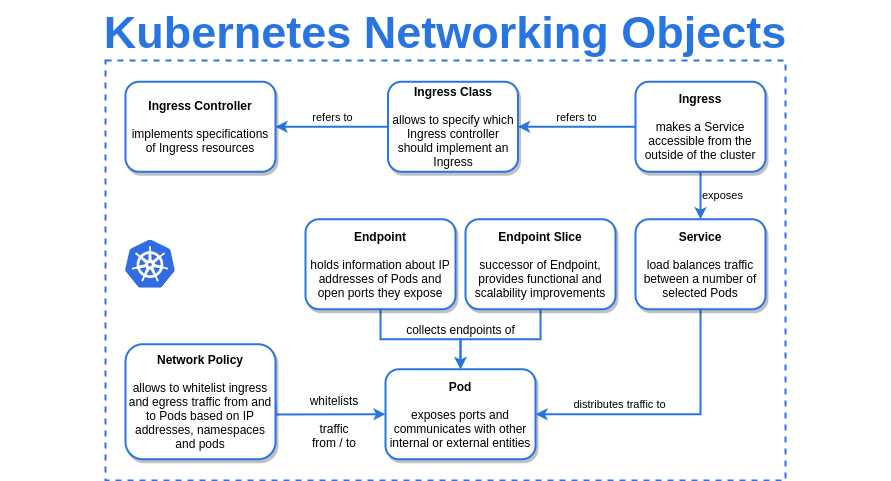 Kubernetes Networking Objects
Ingress Controller
implements specifications
of Ingress resources
refers to
Ingress Class
allows to specify which
Ingress controller
should implement an
Ingress
refers to
Ingress
makes a Service
accessible from the
outside of the cluster
exposes
Endpoint
holds information about IP
addresses of Pods and
open ports they expose
Endpoint Slice
successor of Endpoint,
provides functional and
scalability improvements
Service
load balances traffic
between a number of
selected Pods
collects endpoints of
Network Policy
allows to whitelist ingress
and egress traffic from and
to Pods based on IP
addresses, namespaces
and pods
whitelists
traffic
from / to
Pod
exposes ports and
communicates with other
internal or external entities
distributes traffic to